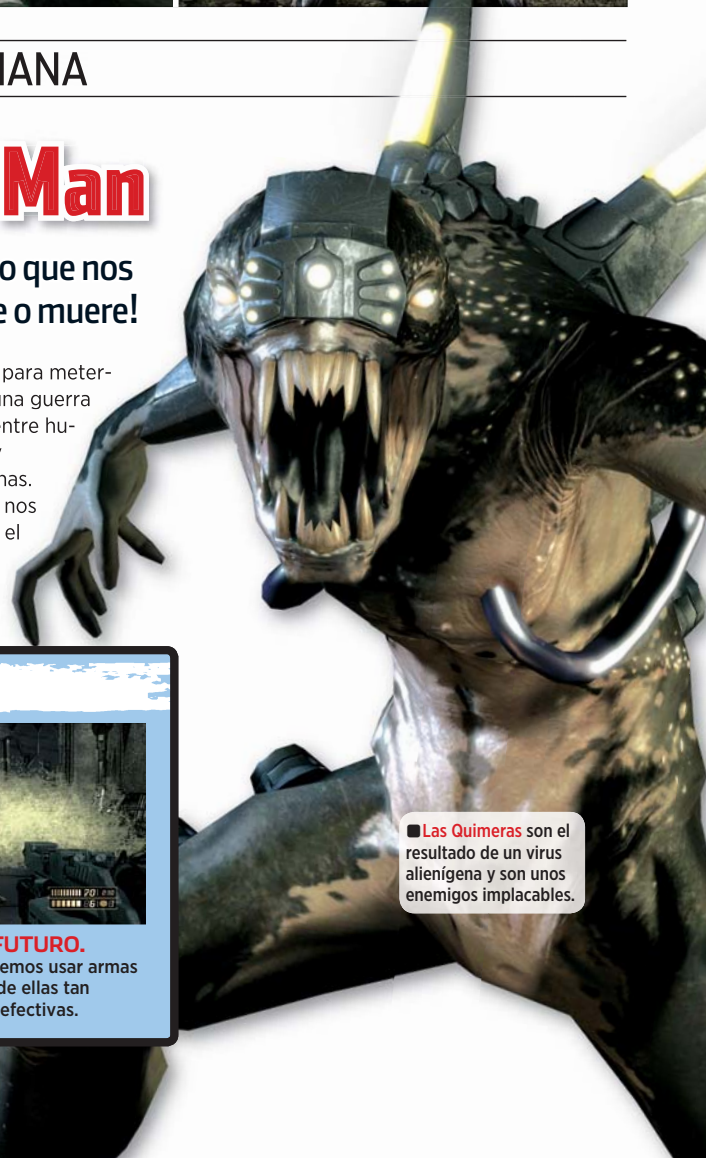 IANA
Man
o que nos
e o muere!
para meter-
una guerra
entre hu-
y
nas.
nos
el
FUTURO.
emos usar armas
de ellas tan
efectivas.
■Las Quimeras son el
resultado de un virus
alienígena y son unos
enemigos implacables.